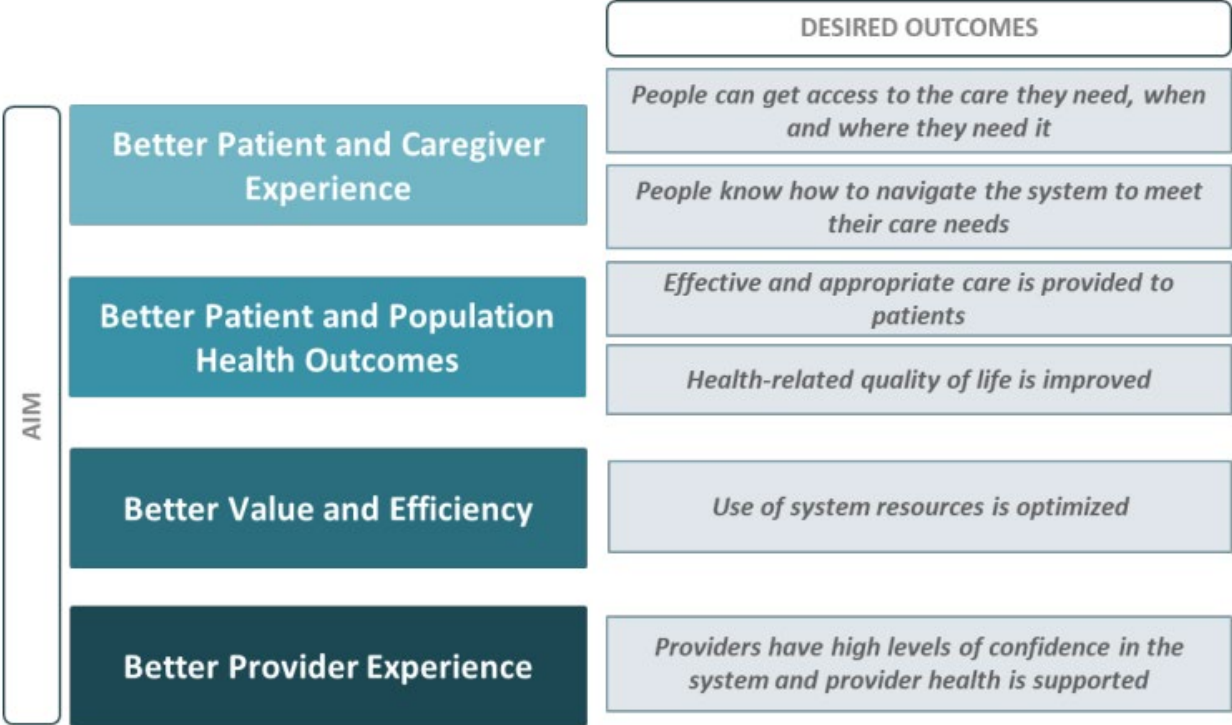 DESIRED OUTCOMES
AIM
Better Patient and Caregiver
Experience
People can get access to the care they need, when
and where they need it
People know how to navigate the system to meet
their care needs
Better Patient and Population
Health Outcomes
Effective and appropriate care is provided to
patients
Health-related quality of life is improved
Better Value and Efficiency
Use of system resources is optimized
Better Provider Experience
Providers have high levels of confidence in the
system and provider health is supported